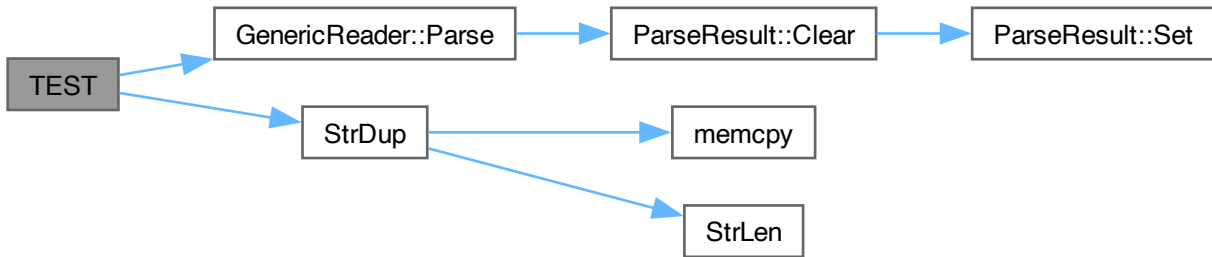 GenericReader::Parse
ParseResult::Clear
ParseResult::Set
TEST
StrDup
memcpy
StrLen